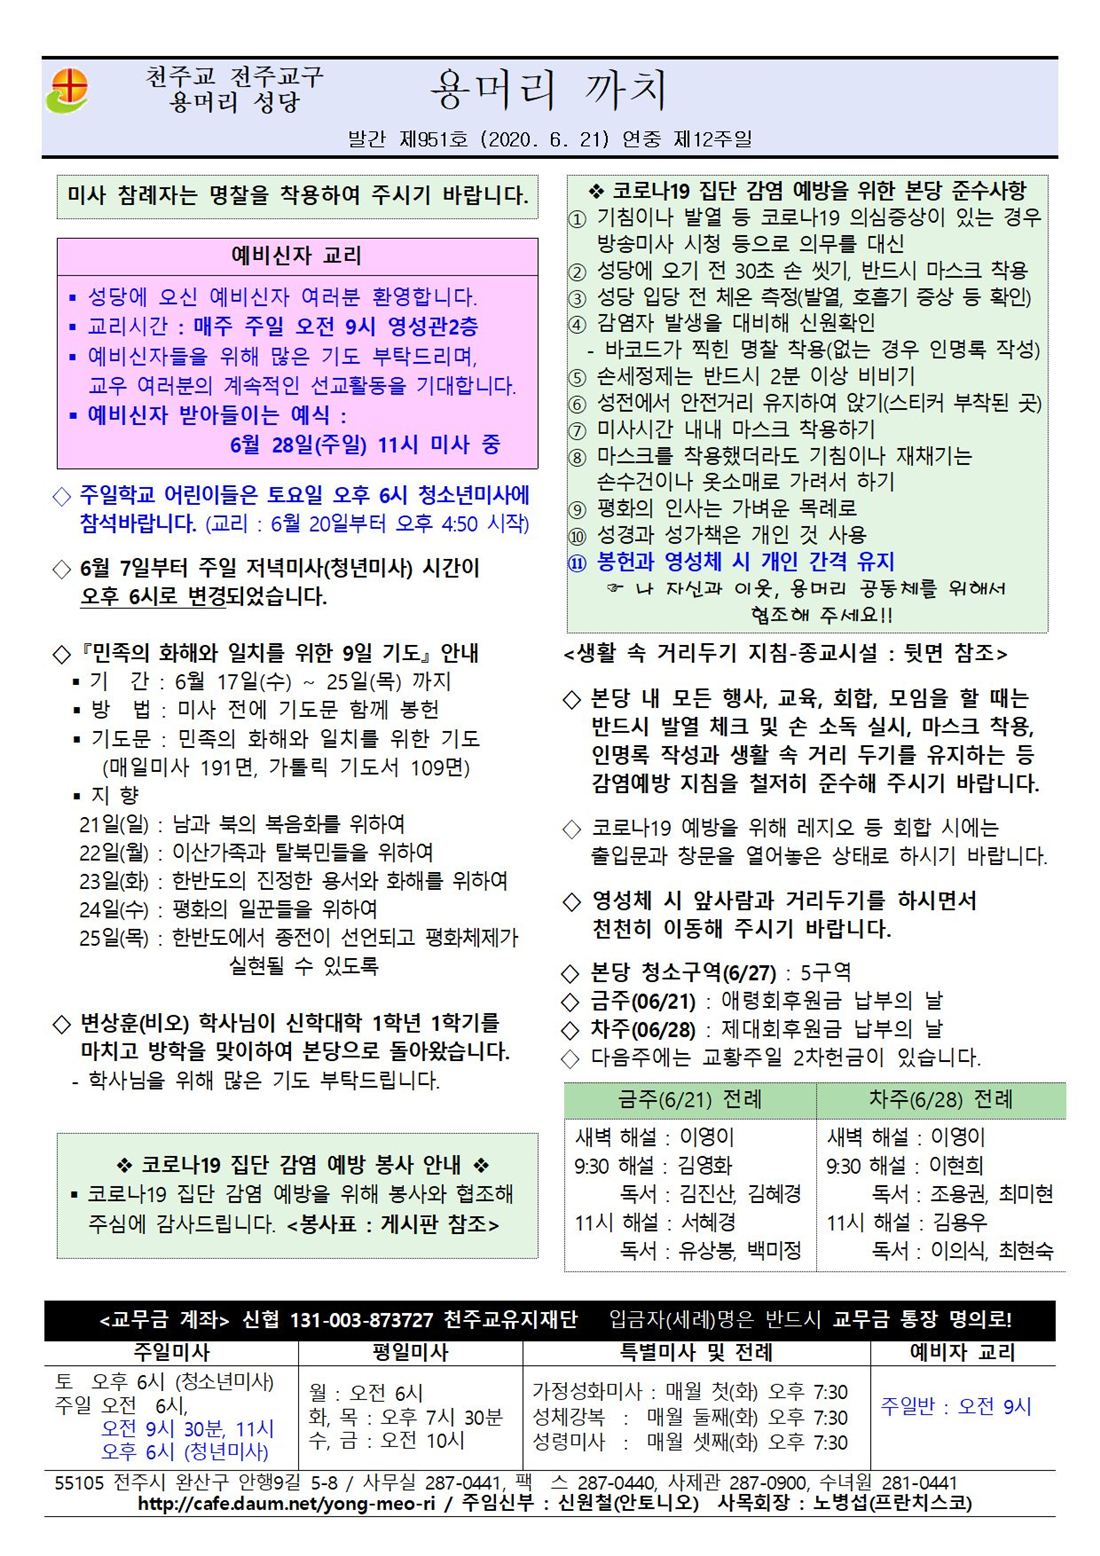 천주교 전주교구
용머리 성당
용머리 까치
발간 제951호 (2020. 6. 21) 연중 제12주일
미사 참례자는 명찰을 착용하여 주시기 바랍니다.
예비신자 교리
▪ 성당에 오신 예비신자 여러분 환영합니다.
▪ 교리시간 : 매주 주일 오전 9시 영성관2층
▪ 예비신자들을 위해 많은 기도 부탁드리며,
교우 여러분의 계속적인 선교활동을 기대합니다.
▪ 예비신자 받아들이는 예식 :
6월 28일(주일) 11시 미사 중
◇ 주일학교 어린이들은 토요일 오후 6시 청소년미사에
참석바랍니다. (교리 : 6월 20일부터 오후 4:50 시작)
◇ 6월 7일부터 주일 저녁미사(청년미사) 시간이
오후 6시로 변경되었습니다.
◇『민족의 화해와 일치를 위한 9일 기도』안내
▪ 기 간 : 6월 17일(수) ~ 25일(목) 까지
▪ 방 법 : 미사 전에 기도문 함께 봉헌
▪ 기도문 : 민족의 화해와 일치를 위한 기도
(매일미사 191면, 가톨릭 기도서 109면)
▪ 지 향
21일(일) : 남과 북의 복음화를 위하여
22일(월) : 이산가족과 탈북민들을 위하여
23일(화) : 한반도의 진정한 용서와 화해를 위하여
24일(수) : 평화의 일꾼들을 위하여
25일(목) : 한반도에서 종전이 선언되고 평화체제가
실현될 수 있도록
◇ 변상훈(비오) 학사님이 신학대학 1학년 1학기를
마치고 방학을 맞이하여 본당으로 돌아왔습니다.
- 학사님을 위해 많은 기도 부탁드립니다.
❖ 코로나19 집단 감염 예방 봉사 안내 ❖
▪ 코로나19 집단 감염 예방을 위해 봉사와 협조해
주심에 감사드립니다. <봉사표 : 게시판 참조>
❖ 코로나19 집단 감염 예방을 위한 본당 준수사항
① 기침이나 발열 등 코로나19 의심증상이 있는 경우
방송미사 시청 등으로 의무를 대신
② 성당에 오기 전 30초 손 씻기, 반드시 마스크 착용
③ 성당 입당 전 체온 측정(발열, 호흡기 증상 등 확인)
④ 감염자 발생을 대비해 신원확인
- 바코드가 찍힌 명찰 착용(없는 경우 인명록 작성)
⑤ 손세정제는 반드시 2분 이상 비비기
⑥ 성전에서 안전거리 유지하여 앉기(스티커 부착된 곳)
⑦ 미사시간 내내 마스크 착용하기
⑧ 마스크를 착용했더라도 기침이나 재채기는
손수건이나 옷소매로 가려서 하기
⑨ 평화의 인사는 가벼운 목례로
⑩ 성경과 성가책은 개인 것 사용
⑪ 봉헌과 영성체 시 개인 간격 유지
☞ 나 자신과 이웃, 용머리 공동체를 위해서
협조해 주세요!!
<생활 속 거리두기 지침-종교시설 : 뒷면 참조>
◇ 본당 내 모든 행사, 교육, 회합, 모임을 할 때는
반드시 발열 체크 및 손 소독 실시, 마스크 착용,
인명록 작성과 생활 속 거리 두기를 유지하는 등
감염예방 지침을 철저히 준수해 주시기 바랍니다.
◇ 코로나19 예방을 위해 레지오 등 회합 시에는
출입문과 창문을 열어놓은 상태로 하시기 바랍니다.
◇ 영성체 시 앞사람과 거리두기를 하시면서
천천히 이동해 주시기 바랍니다.
◇ 본당 청소구역(6/27) : 5구역
◇ 금주(06/21) : 애령회후원금 납부의 날
◇ 차주(06/28) : 제대회후원금 납부의 날
◇ 다음주에는 교황주일 2차헌금이 있습니다.
금주(6/21) 전례
새벽 해설 : 이영이
9:30 해설 : 김영화
독서 : 김진산, 김혜경
11시 해설 : 서혜경
독서 : 유상봉, 백미정
차주(6/28) 전례
새벽 해설 : 이영이
9:30 해설 : 이현희
독서 : 조용권, 최미현
11시 해설 : 김용우
독서 : 이의식, 최현숙
<교무금 계좌> 신협 131-003-873727 천주교유지재단 입금자(세례)명은 반드시 교무금 통장 명의로!
주일미사
토 오후 6시 (청소년미사)
주일 오전 6시,
오전 9시 30분, 11시
오후 6시 (청년미사)
평일미사
월 : 오전 6시
화, 목 : 오후 7시 30분
수, 금 : 오전 10시
특별미사 및 전례
가정성화미사 : 매월 첫(화) 오후 7:30
성체강복 : 매월 둘째(화) 오후 7:30
성령미사 : 매월 셋째(화) 오후 7:30
예비자 교리
주일반 : 오전 9시
55105 전주시 완산구 안행9길 5-8 / 사무실 287-0441, 팩 스 287-0440, 사제관 287-0900, 수녀원 281-0441
http://cafe.daum.net/yong-meo-ri / 주임신부 : 신원철(안토니오) 사목회장 : 노병섭(프란치스코)